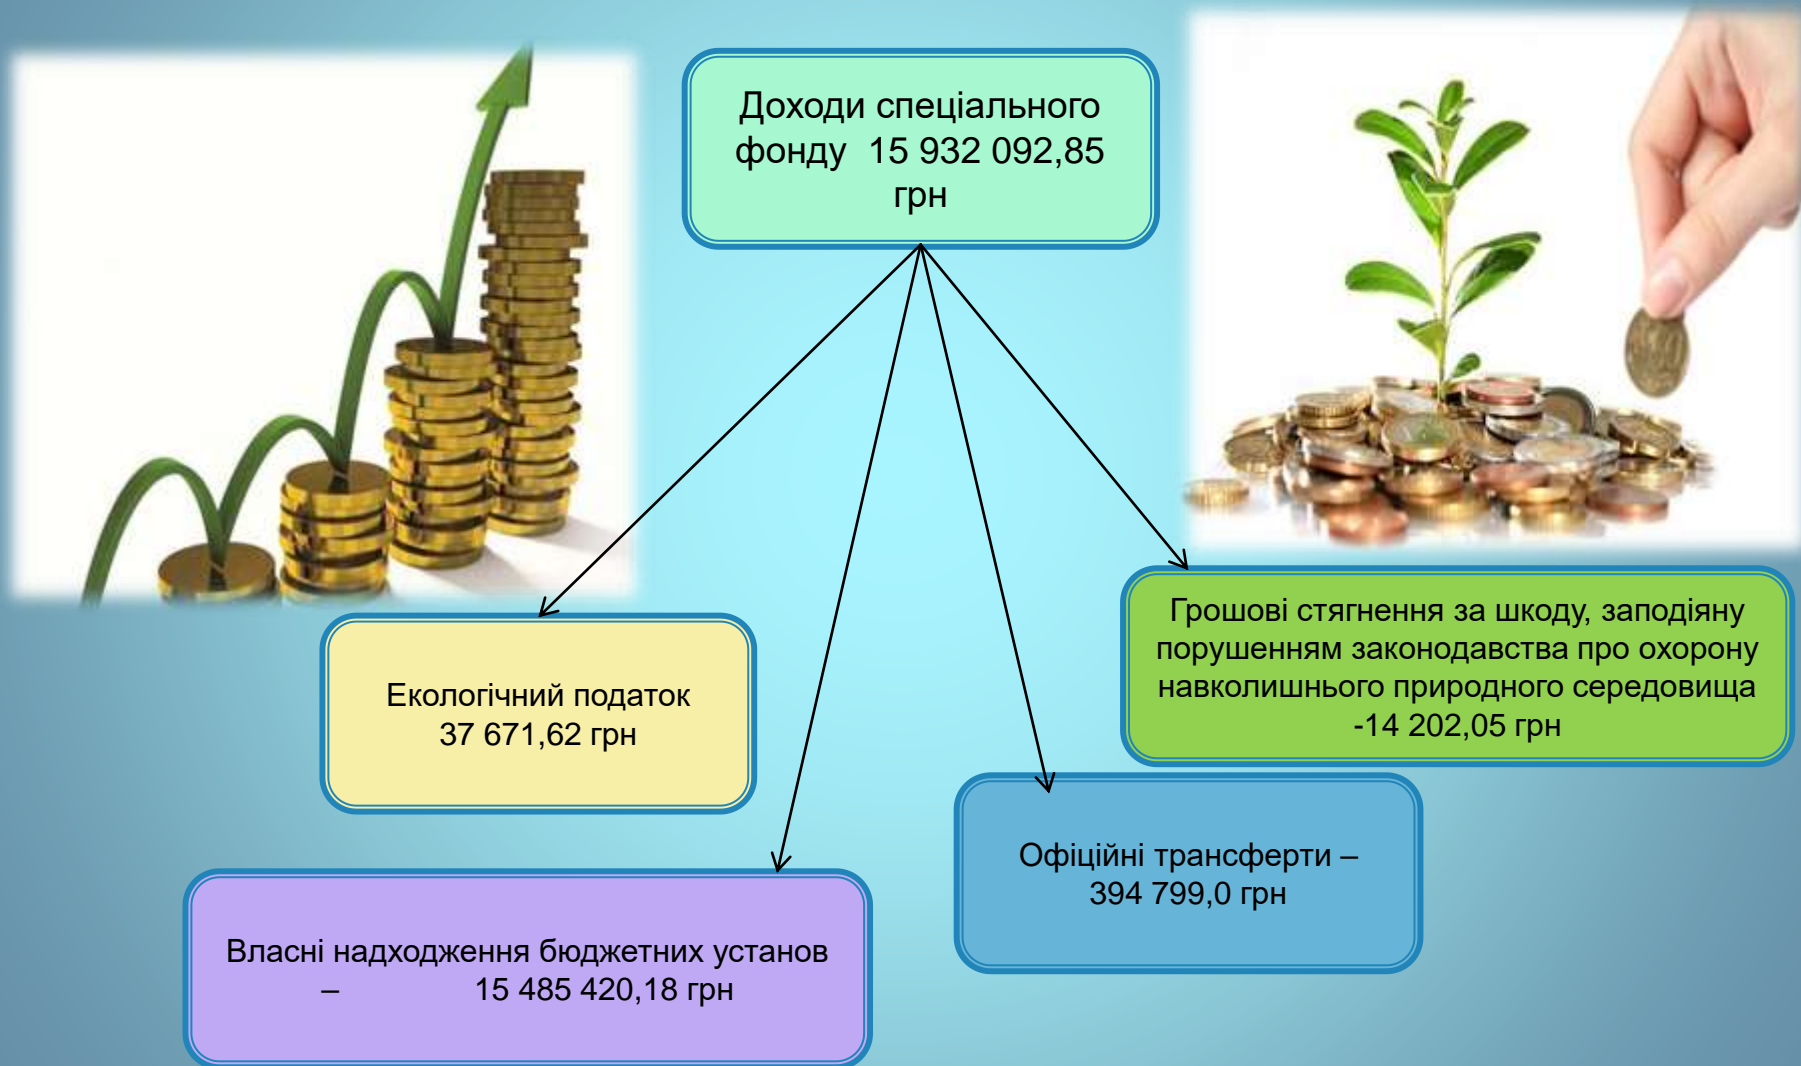 Доходи спеціального
фонду 15 932 092,85
грн
Грошові стягнення за шкоду, заподіяну
порушенням законодавства про охорону
навколишнього природного середовища
-14 202,05 грн
Екологічний податок
37 671,62 грн
Офіційні трансферти –
394 799,0 грн
Власні надходження бюджетних установ
– 15 485 420,18 грн